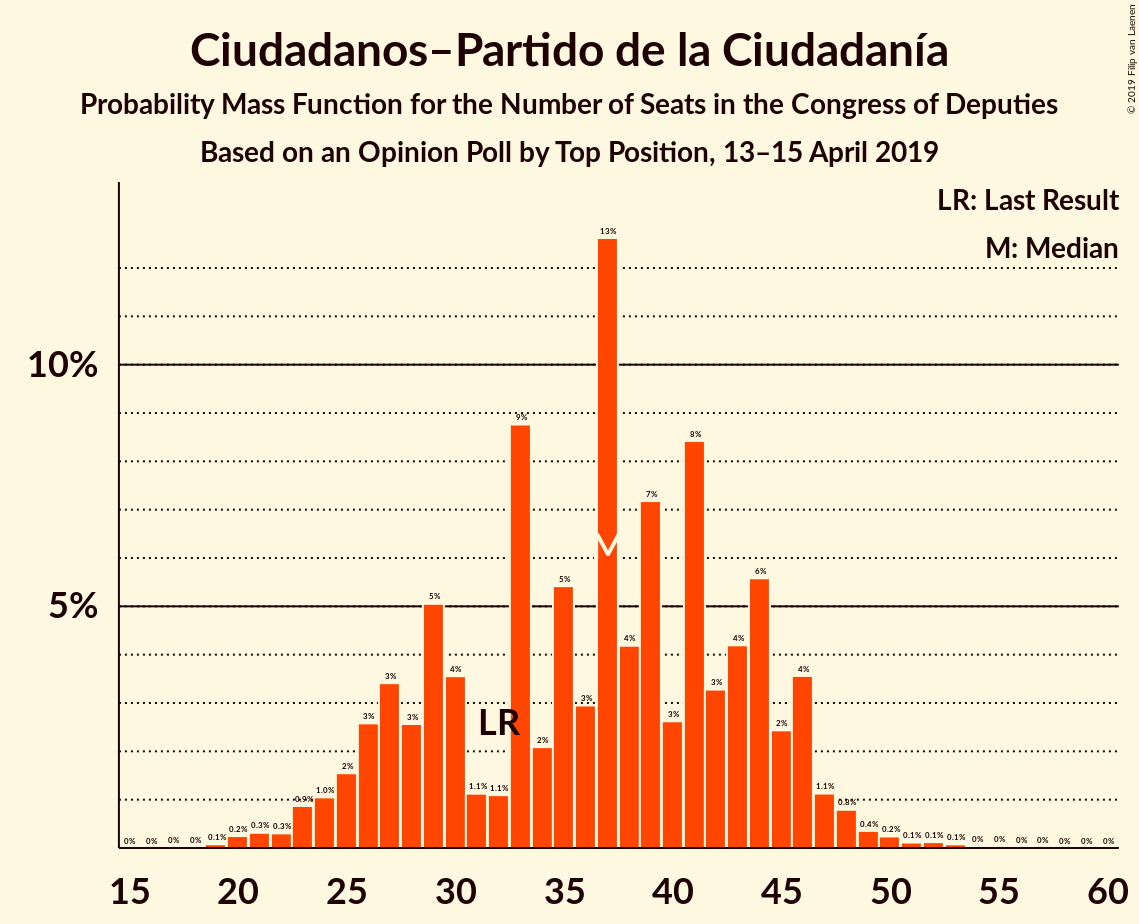 Ciudadanos–Partido de la Ciudadanía
Probability Mass Function for the Number of Seats in the Congress of Deputies
Based on an Opinion Poll by Top Position, 13–15 April 2019
© 2019 Filip van Laenen
LR: Last Result
M: Median
10%
5%
0% 0% 0% 0% 0.1% 0.2% 0.3% 0.3% 0.9% 1.0% 2% 3% 3% 3% 5% 4% 1.1% 1.1% 9% 2% 5% 3% 13% 4% 7% 3% 8% 3% 4% 6% 2% 4% 1.1% 0.8% 0.4% 0.2% 0.1% 0.1% 0.1% 0% 0% 0% 0% 0% 0% 0%
LR
M
15 20 25 30 35 40 45 50 55 60